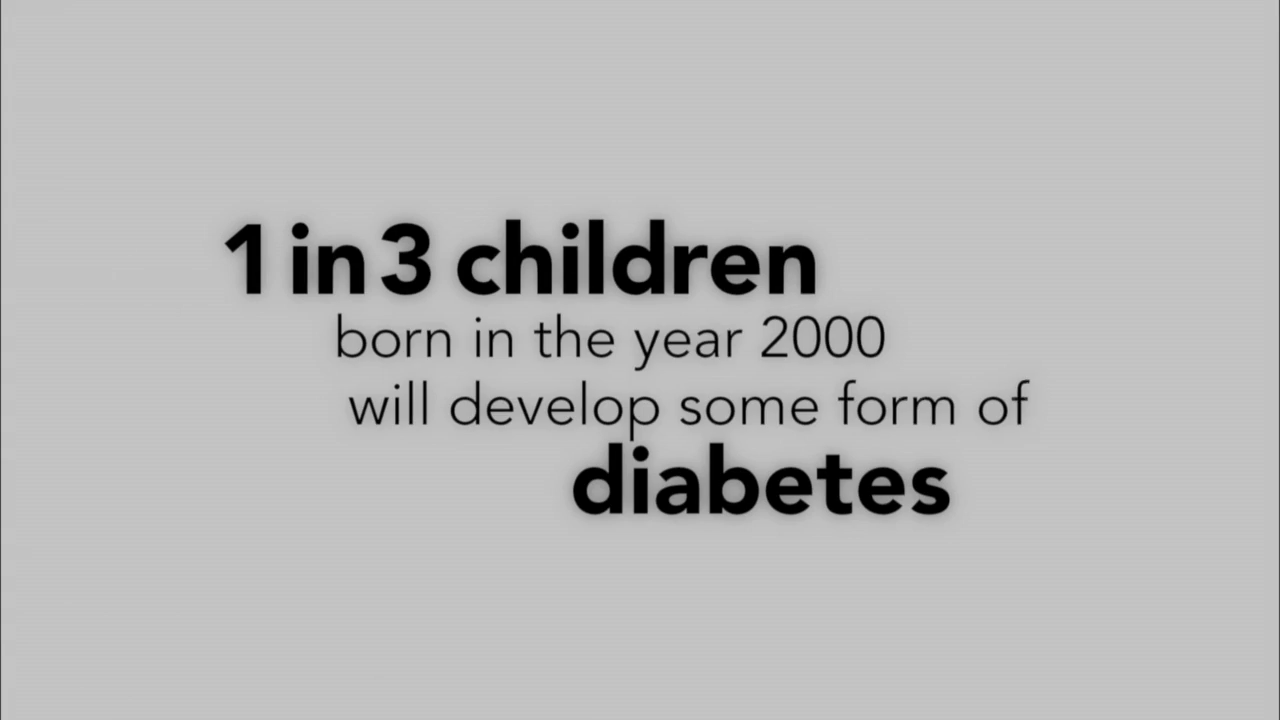 1 in 3 children
born in the year 2000
will develop some form of
diabetes